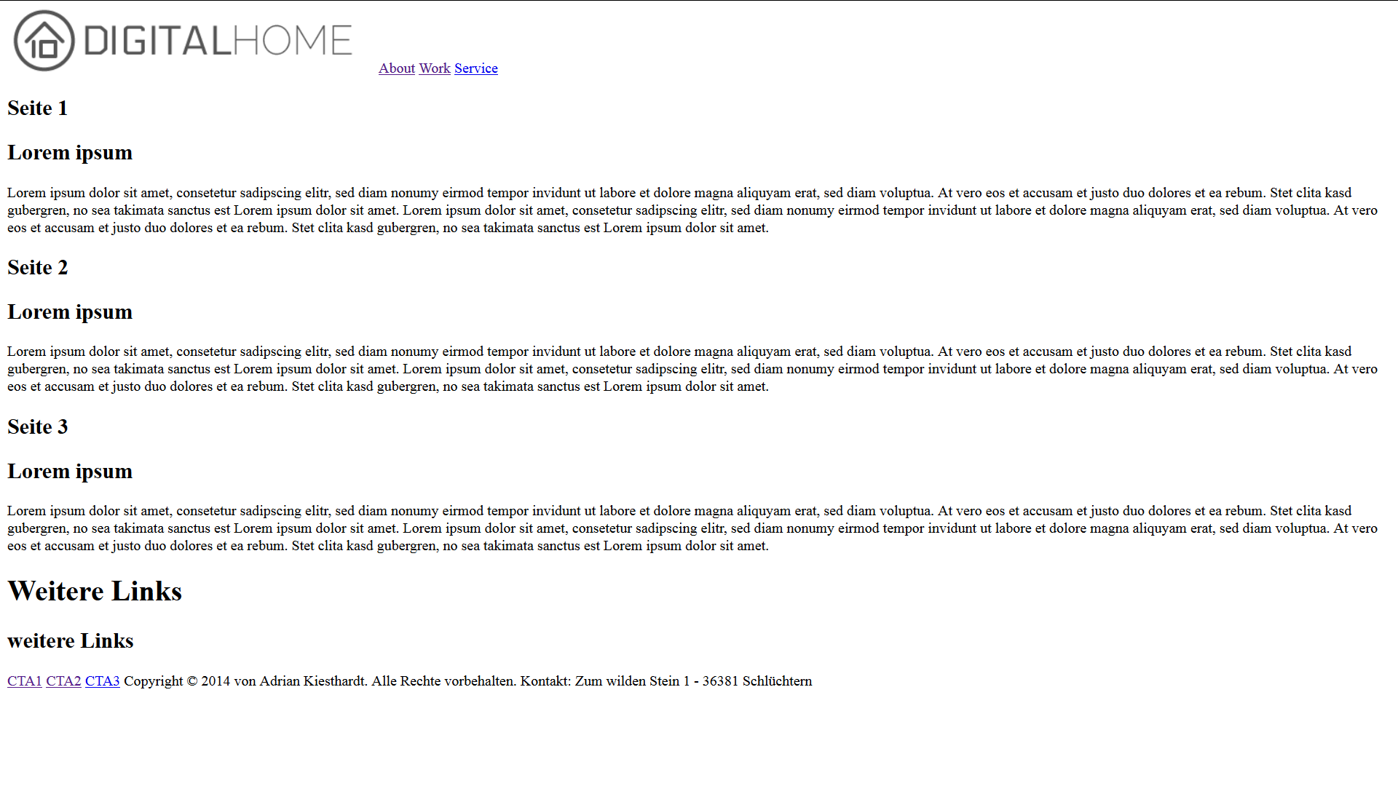 DIGITALHOME
About Work Service
Seite 1
Lorem ipsum
Lorem ipsum dolor sit amet, consetetur sadipscing elitr, sed diam nonumy eirmod tempor invidunt ut labore et dolore magna aliquyam erat, sed diam voluptua. At vero eos et accusam et justo duo dolores et ea rebum. Stet clita kasd
gubergren, no sea takimata sanctus est Lorem ipsum dolor sit amet. Lorem ipsum dolor sit amet, consetetur sadipscing elitr, sed diam nonumy eirmod tempor invidunt ut labore et dolore magna aliquyam erat, sed diam voluptua. At vero
eos et accusam et justo duo dolores et ea rebum. Stet clita kasd gubergren, no sea takimata sanctus est Lorem ipsum dolor sit amet.
Seite 2
Lorem ipsum
Lorem ipsum dolor sit amet, consetetur sadipscing elitr, sed diam nonumy eirmod tempor invidunt ut labore et dolore magna aliquyam erat, sed diam voluptua. At vero eos et accusam et justo duo dolores et ea rebum. Stet clita kasd
gubergren, no sea takimata sanctus est Lorem ipsum dolor sit amet. Lorem ipsum dolor sit amet, consetetur sadipscing elitr, sed diam nonumy eirmod tempor invidunt ut labore et dolore magna aliquyam erat, sed diam voluptua. At vero
eos et accusam et justo duo dolores et ea rebum. Stet clita kasd gubergren, no sea takimata sanctus est Lorem ipsum dolor sit amet.
Seite 3
Lorem ipsum
Lorem ipsum dolor sit amet, consetetur sadipscing elitr, sed diam nonumy eirmod tempor invidunt ut labore et dolore magna aliquyam erat, sed diam voluptua. At vero eos et accusam et justo duo dolores et ea rebum. Stet clita kasd
gubergren, no sea takimata sanctus est Lorem ipsum dolor sit amet. Lorem ipsum dolor sit amet, consetetur sadipscing elitr, sed diam nonumy eirmod tempor invidunt ut labore et dolore magna aliquyam erat, sed diam voluptua. At vero
eos et accusam et justo duo dolores et ea rebum. Stet clita kasd gubergren, no sea takimata sanctus est Lorem ipsum dolor sit amet.
Weitere Links
weitere Links
CTA1 CTA2 CTA3 Copyright © 2014 von Adrian Kiesthardt. Alle Rechte vorbehalten. Kontakt: Zum wilden Stein 1 - 36381 Schlüchtern